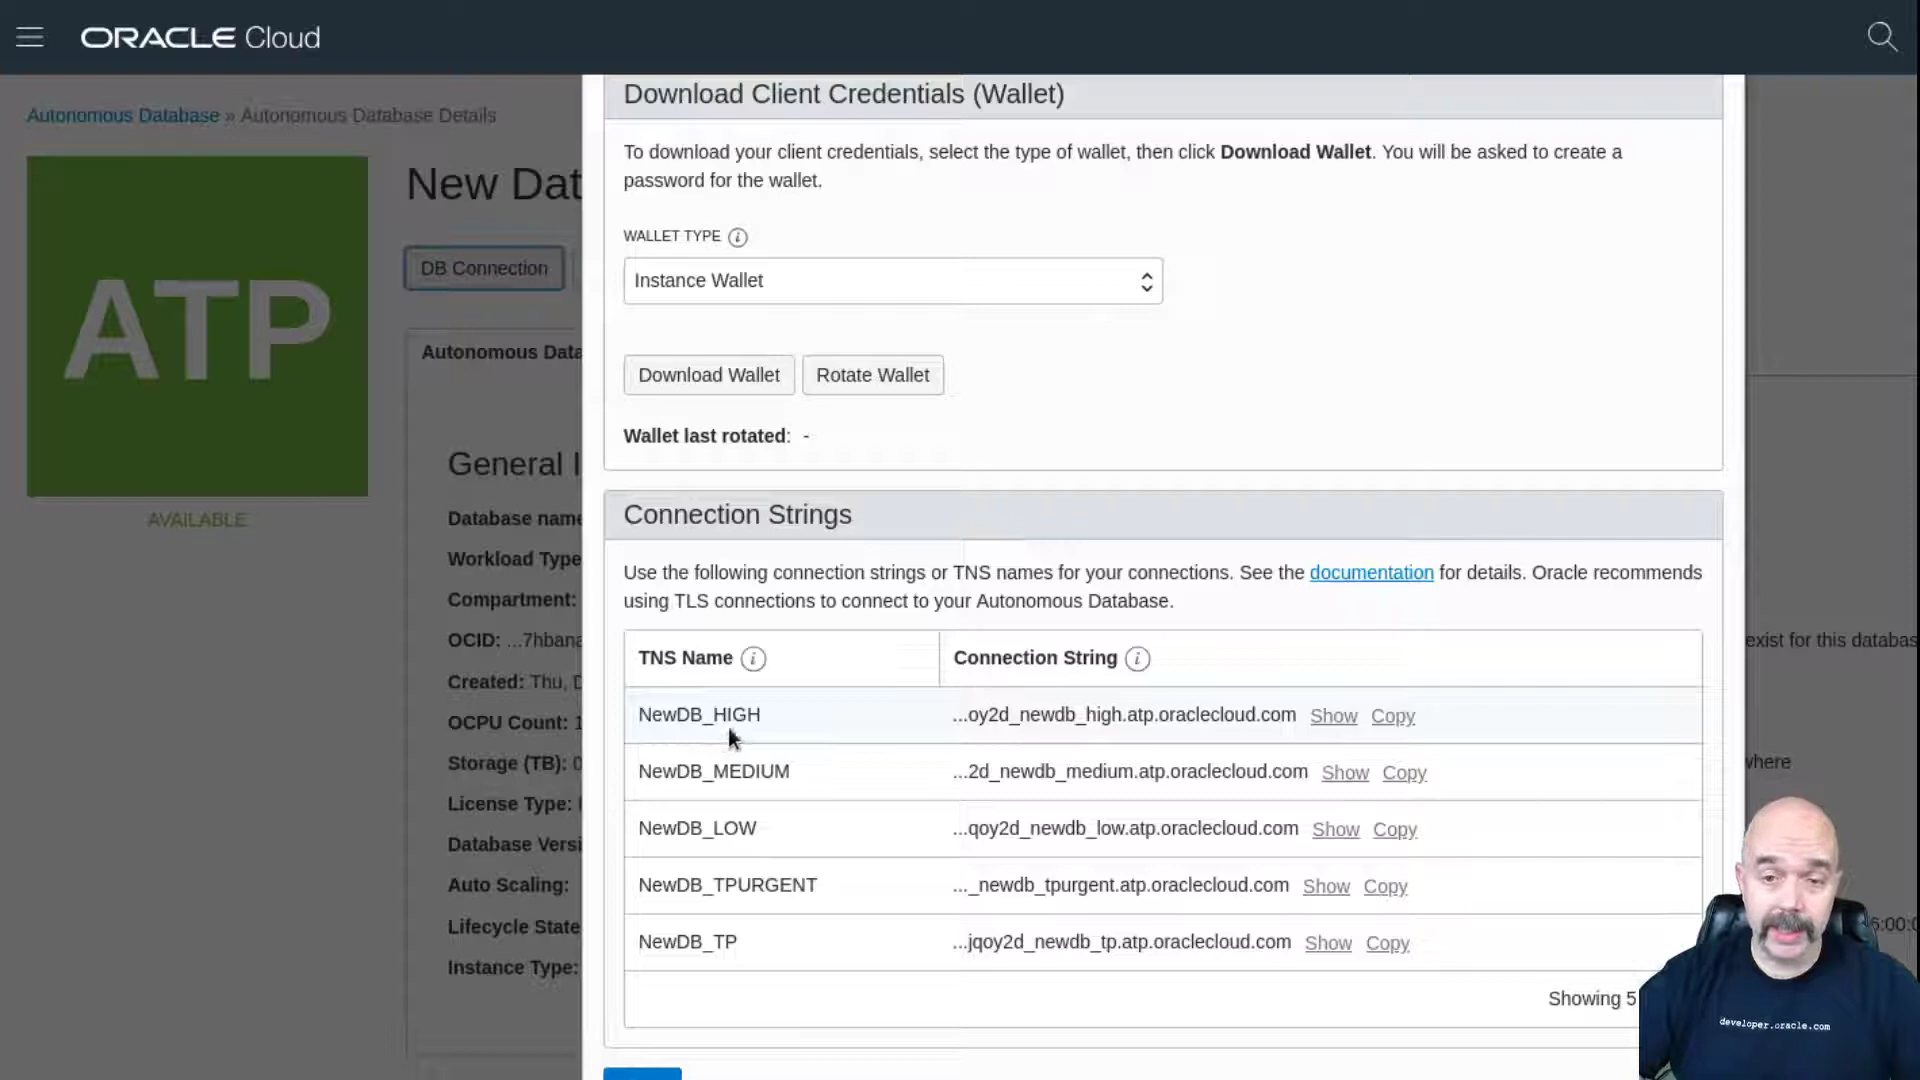 ORACLE Cloud
Autonomous Database » Autonomous Database Details
ATP
AVAILABLE
New Dat
DB Connection
Autonomous Data
General I
Database name
Workload Type
Compartment:
OCID: ...7hbana
Created: Thu, D
OCPU Count: 1
Storage (TB): 0
License Type:
Database Versi
Auto Scaling:
Lifecycle State
Instance Type:
Download Client Credentials (Wallet)
To download your client credentials, select the type of wallet, then click Download Wallet. You will be asked to create a
password for the wallet.
WALLET TYPE i
Instance Wallet
Download Wallet Rotate Wallet
Wallet last rotated: -
Connection Strings
Use the following connection strings or TNS names for your connections. See the documentation for details. Oracle recommends
using TLS connections to connect to your Autonomous Database.
TNS Name i Connection String i
NewDB_HIGH ...oy2d_newdb_high.atp.oraclecloud.com Show Copy
NewDB_MEDIUM ...2d_newdb_medium.atp.oraclecloud.com Show Copy
NewDB_LOW ...qoy2d_newdb_low.atp.oraclecloud.com Show Copy
NewDB_TPURGENT ..._newdb_tpurgent.atp.oraclecloud.com Show Copy
NewDB_TP ...jqoy2d_newdb_tp.atp.oraclecloud.com Show Copy
Showing 5
exist for this databas
where
6:00:0
developer.oracle.com